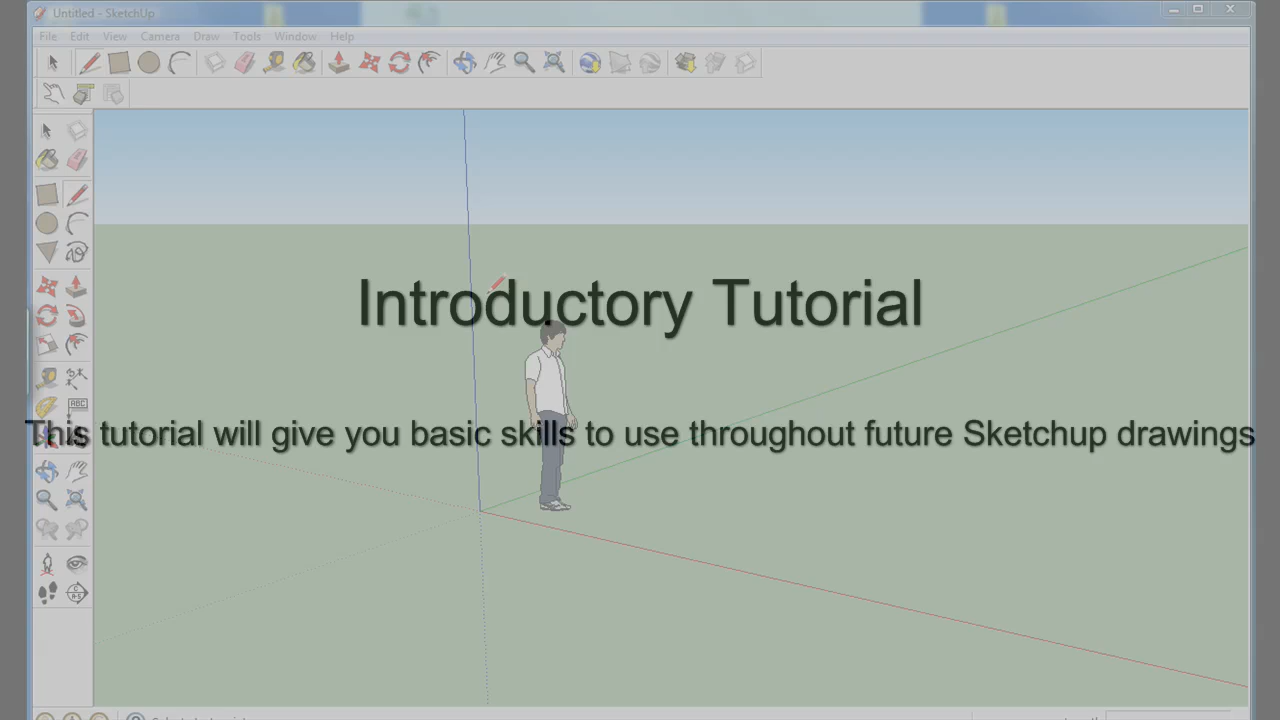 Untitled - SketchUp
File Edit View Camera Draw Tools Window Help
Introductory Tutorial
This tutorial will give you basic skills to use throughout future Sketchup drawings